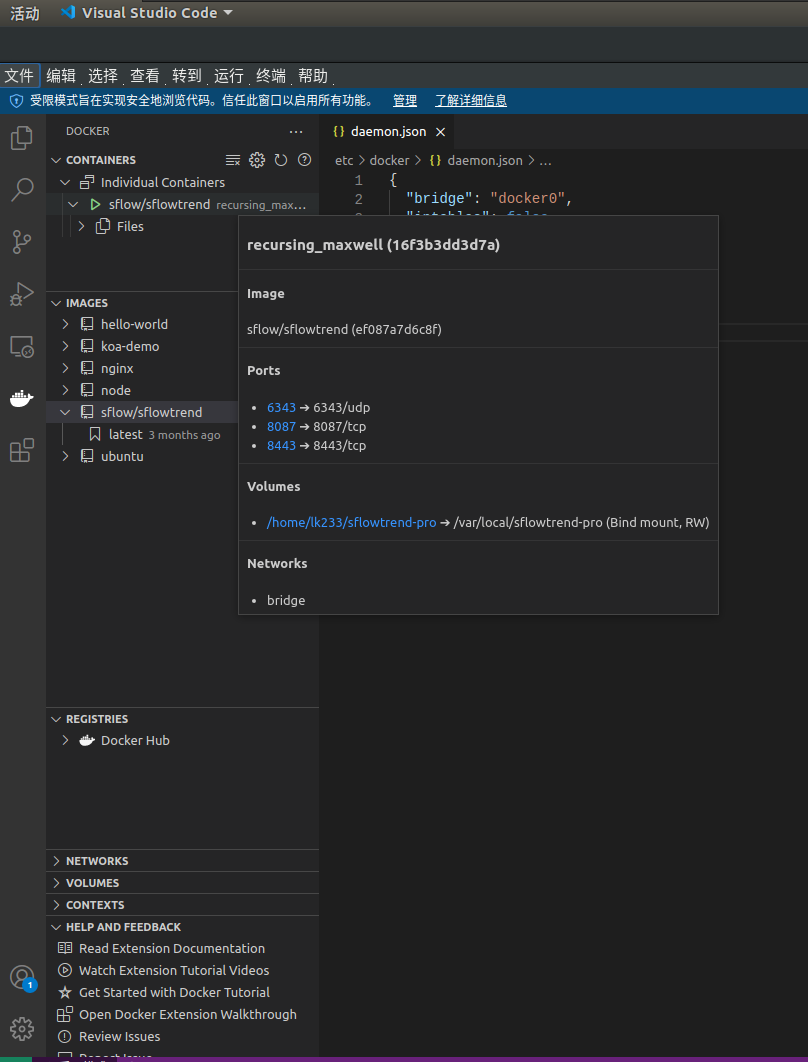 活动 Visual Studio Code
文件 编辑 选择 查看 转到 运行 终端 帮助
受限模式旨在实现安全地浏览代码。信任此窗口以启用所有功能。 管理 了解详细信息
DOCKER ...
CONTAINERS
Individual Containers
sflow/sflowtrend recursing_max...
Files
IMAGES
hello-world
koa-demo
nginx
node
sflow/sflowtrend
latest 3 months ago
ubuntu
REGISTRIES
Docker Hub
NETWORKS
VOLUMES
CONTEXTS
HELP AND FEEDBACK
Read Extension Documentation
Watch Extension Tutorial Videos
Get Started with Docker Tutorial
Open Docker Extension Walkthrough
Review Issues
Report Issue
1
{} daemon.json
etc > docker > {} daemon.json > ...
1 {
2 "bridge": "docker0",
3 "iptables": false
recursing_maxwell (16f3b3dd3d7a)
Image
sflow/sflowtrend (ef087a7d6c8f)
Ports
• 6343 ➔ 6343/udp
• 8087 ➔ 8087/tcp
• 8443 ➔ 8443/tcp
Volumes
• /home/lk233/sflowtrend-pro ➔ /var/local/sflowtrend-pro (Bind mount, RW)
Networks
• bridge